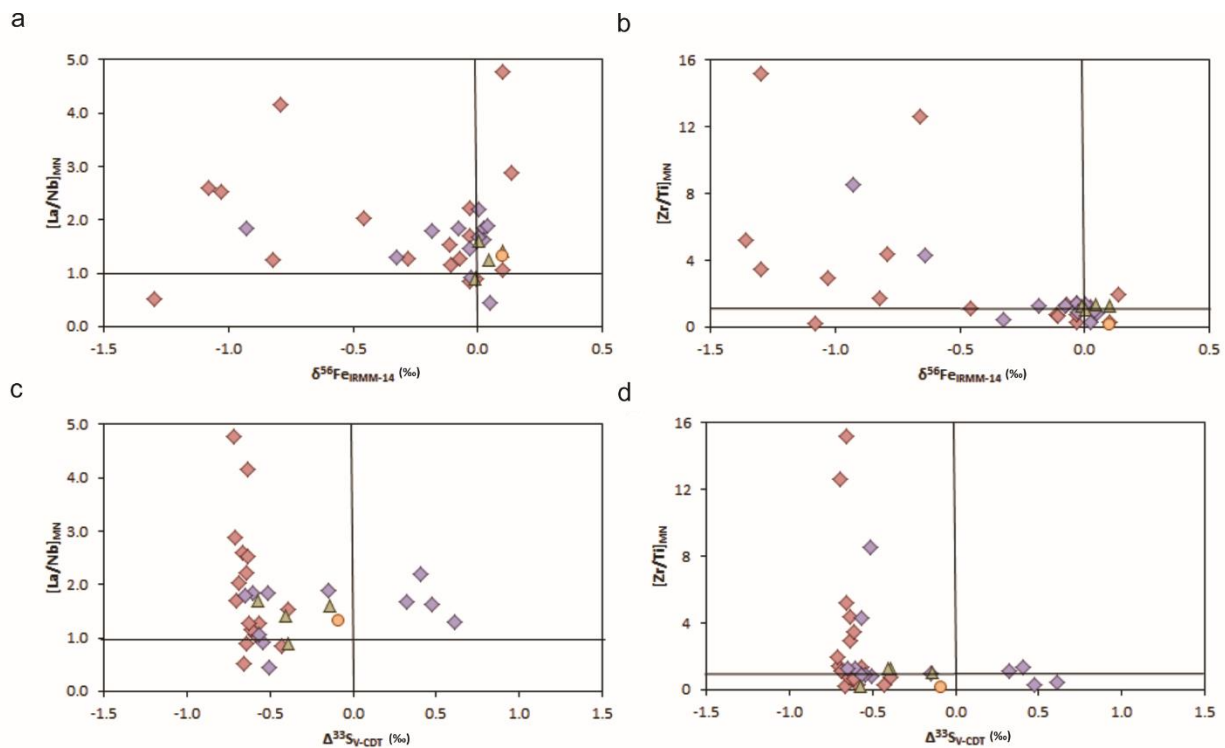 a
5.0
4.0
3.0
2.0
1.0
0.0
[La/Nb]MN
-1.5 -1.0 -0.5 0.0 0.5
δ⁵⁶FeIRMM-14 (‰)
b
16
12
8
4
0
[Zr/Ti]MN
-1.5 -1.0 -0.5 0.0 0.5
δ⁵⁶FeIRMM-14 (‰)
c
5.0
4.0
3.0
2.0
1.0
0.0
[La/Nb]MN
-1.5 -1.0 -0.5 0.0 0.5 1.0 1.5
Δ³³SV-CDT (‰)
d
16
12
8
4
0
[Zr/Ti]MN
-1.5 -1.0 -0.5 0.0 0.5 1.0 1.5
Δ³³SV-CDT (‰)